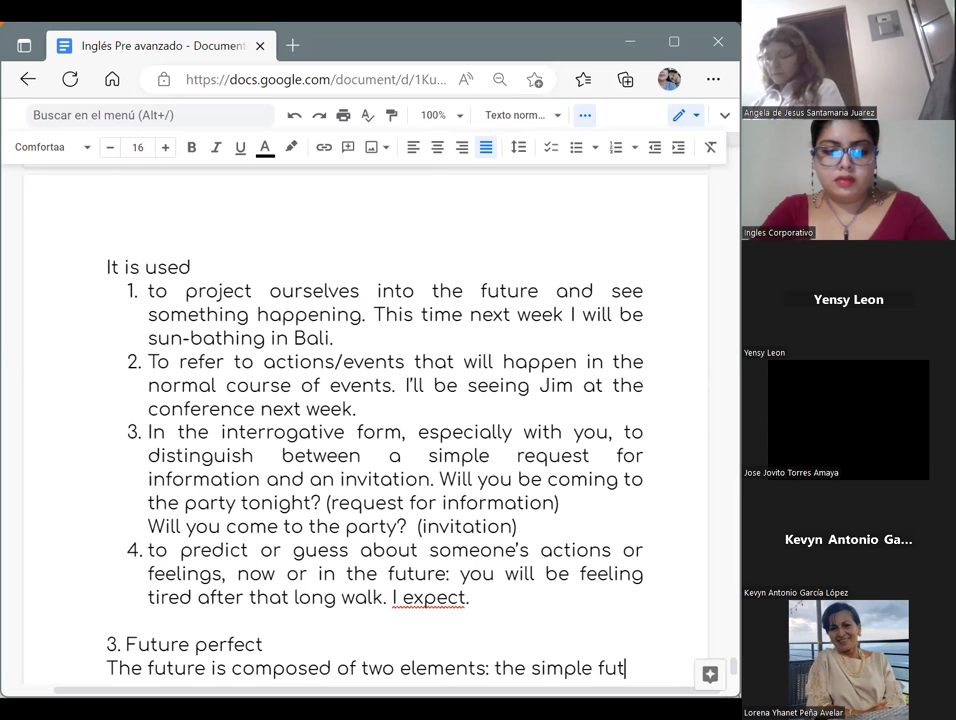 Inglés Pre avanzado - Document
https://docs.google.com/document/d/1Ku...
Buscar en el menú (Alt+/)
100%
Texto norm...
Comfortaa
16
B I U A
It is used
1. to project ourselves into the future and see
something happening. This time next week I will be
sun-bathing in Bali.
2. To refer to actions/events that will happen in the
normal course of events. I'll be seeing Jim at the
conference next week.
3. In the interrogative form, especially with you, to
distinguish between a simple request for
information and an invitation. Will you be coming to
the party tonight? (request for information)
Will you come to the party? (invitation)
4. to predict or guess about someone's actions or
feelings, now or in the future: you will be feeling
tired after that long walk. I expect.
3. Future perfect
The future is composed of two elements: the simple fut
Angela de Jesus Santamaria Juarez
Ingles Corporativo
Yensy Leon
Yensy Leon
Jose Jovito Torres Amaya
Kevyn Antonio Ga...
Kevyn Antonio García López
Lorena Yhanet Peña Avelar